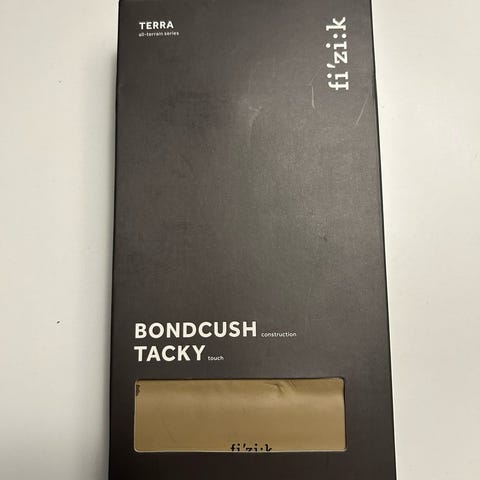 TERRA
all-terrain series
fi'zi:k
BONDCUSH construction
TACKY touch
fi'zi:k